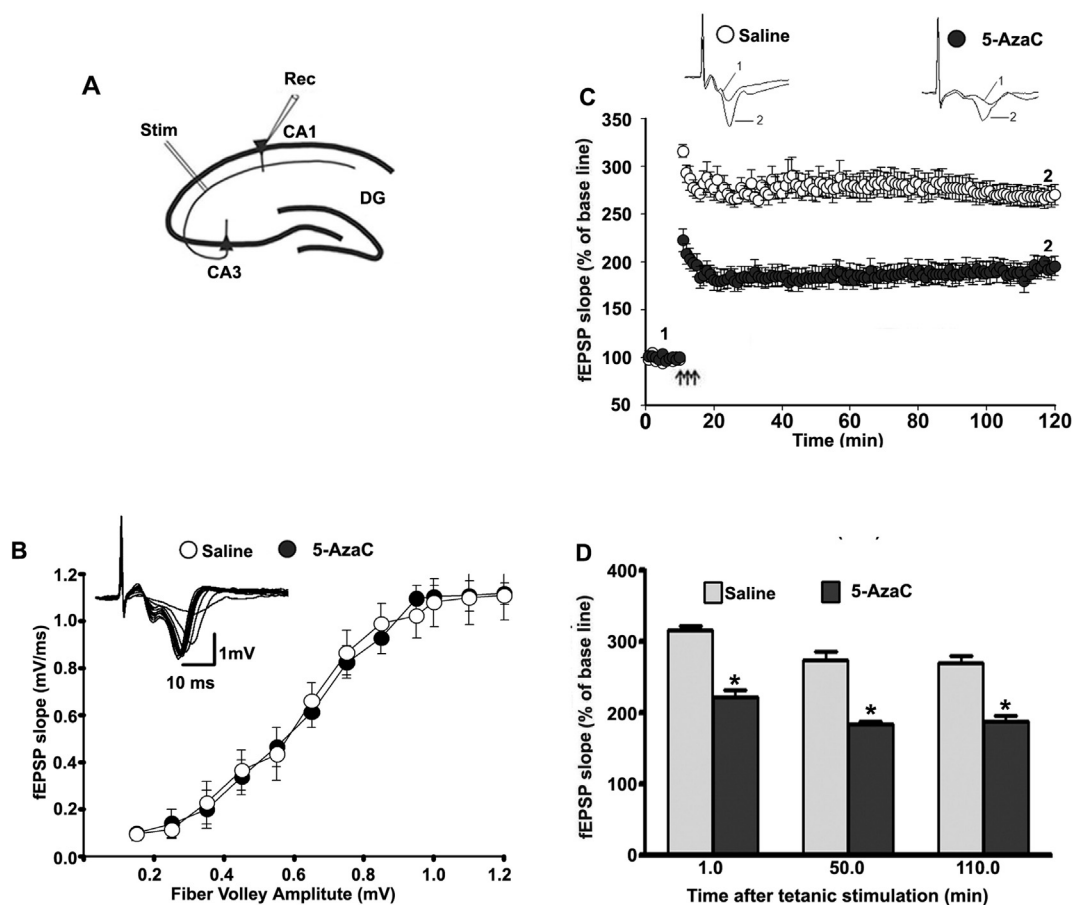 A
Rec
Stim
CA1
DG
CA3
C
Saline
5-AzaC
1
2
1
2
fEPSP slope (% of base line)
350
300
250
200
150
100
50
2
2
1
0
20
40
60
80
100
120
Time (min)
B
Saline
5-AzaC
fEPSP slope (mV/ms)
1.2
1.0
0.8
0.6
0.4
0.2
0.0
1mV
10 ms
0.2
0.4
0.6
0.8
1.0
1.2
Fiber Volley Amplitute (mV)
D
Saline
5-AzaC
fEPSP slope (% of base line)
400
300
200
100
0
*
*
*
1.0
50.0
110.0
Time after tetanic stimulation (min)